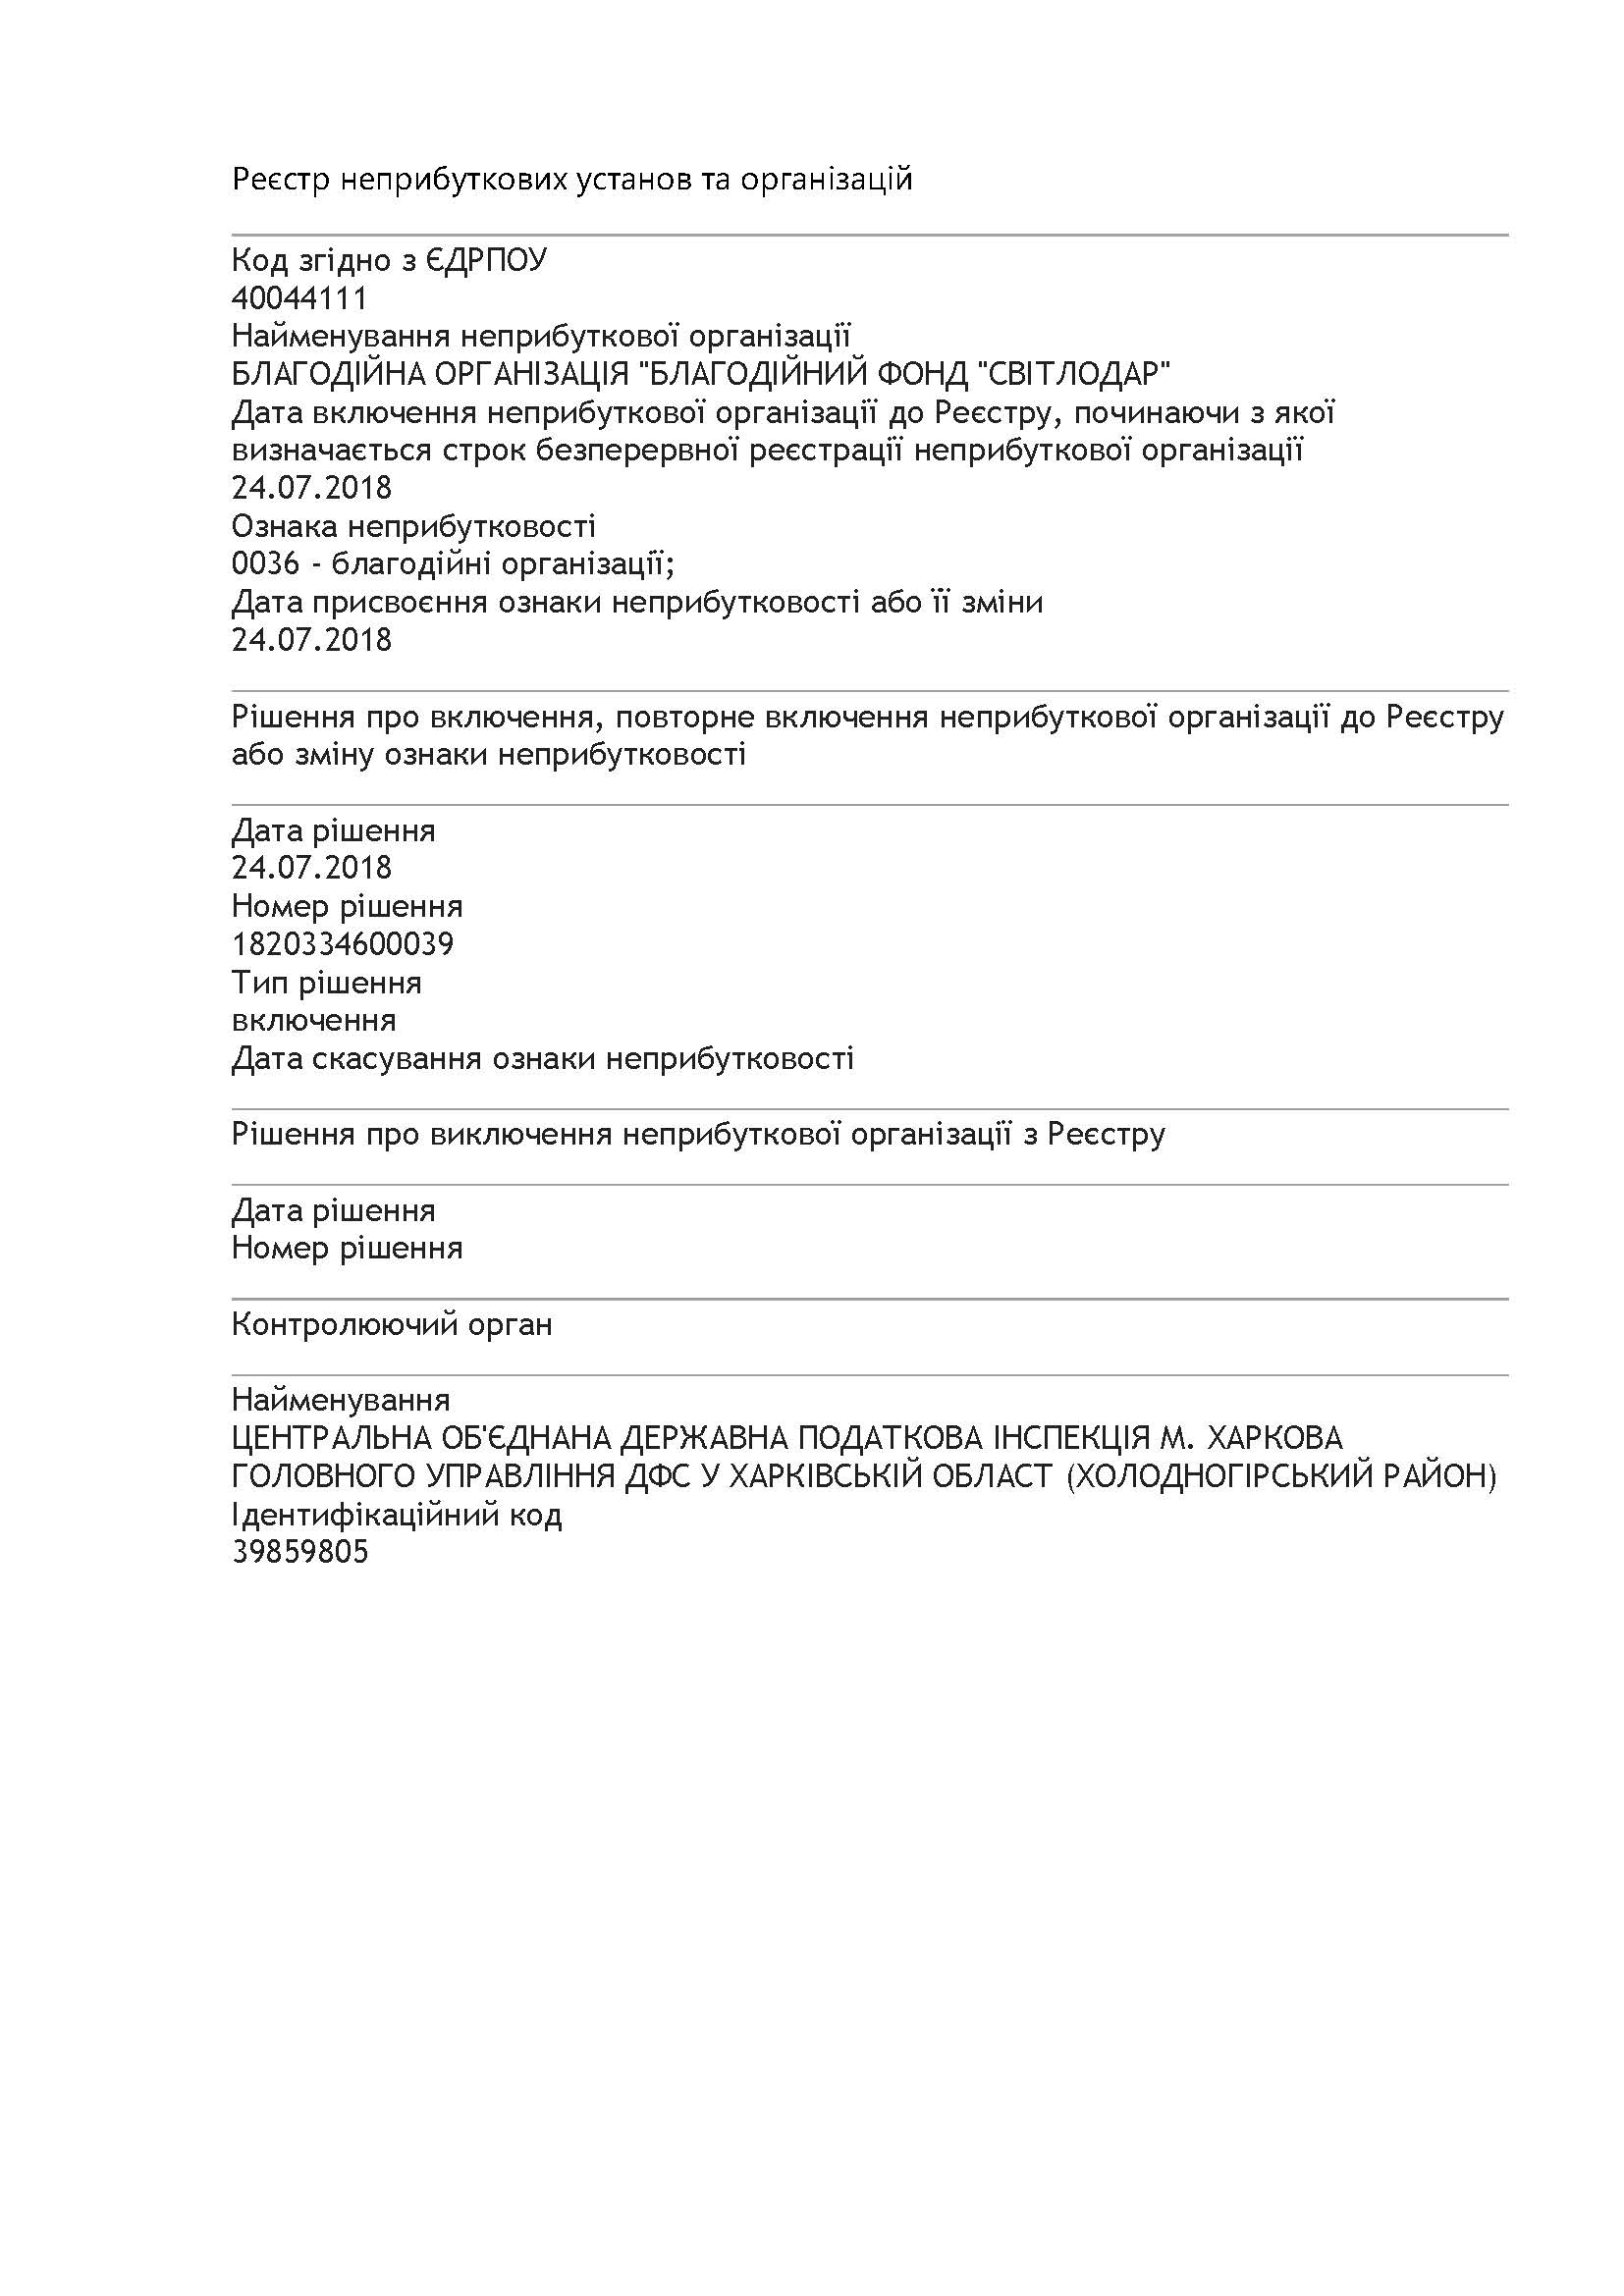 Реєстр неприбуткових установ та організацій
Код згідно з ЄДРПОУ
40044111
Найменування неприбуткової організації
БЛАГОДІЙНА ОРГАНІЗАЦІЯ "БЛАГОДІЙНИЙ ФОНД "СВІТЛОДАР"
Дата включення неприбуткової організації до Реєстру, починаючи з якої
визначається строк безперервної реєстрації неприбуткової організації
24.07.2018
Ознака неприбутковості
0036 - благодійні організації;
Дата присвоєння ознаки неприбутковості або її зміни
24.07.2018
Рішення про включення, повторне включення неприбуткової організації до Реєстру
або зміну ознаки неприбутковості
Дата рішення
24.07.2018
Номер рішення
1820334600039
Тип рішення
включення
Дата скасування ознаки неприбутковості
Рішення про виключення неприбуткової організації з Реєстру
Дата рішення
Номер рішення
Контролюючий орган
Найменування
ЦЕНТРАЛЬНА ОБ'ЄДНАНА ДЕРЖАВНА ПОДАТКОВА ІНСПЕКЦІЯ М. ХАРКОВА
ГОЛОВНОГО УПРАВЛІННЯ ДФС У ХАРКІВСЬКІЙ ОБЛАСТ (ХОЛОДНОГІРСЬКИЙ РАЙОН)
Ідентифікаційний код
39859805